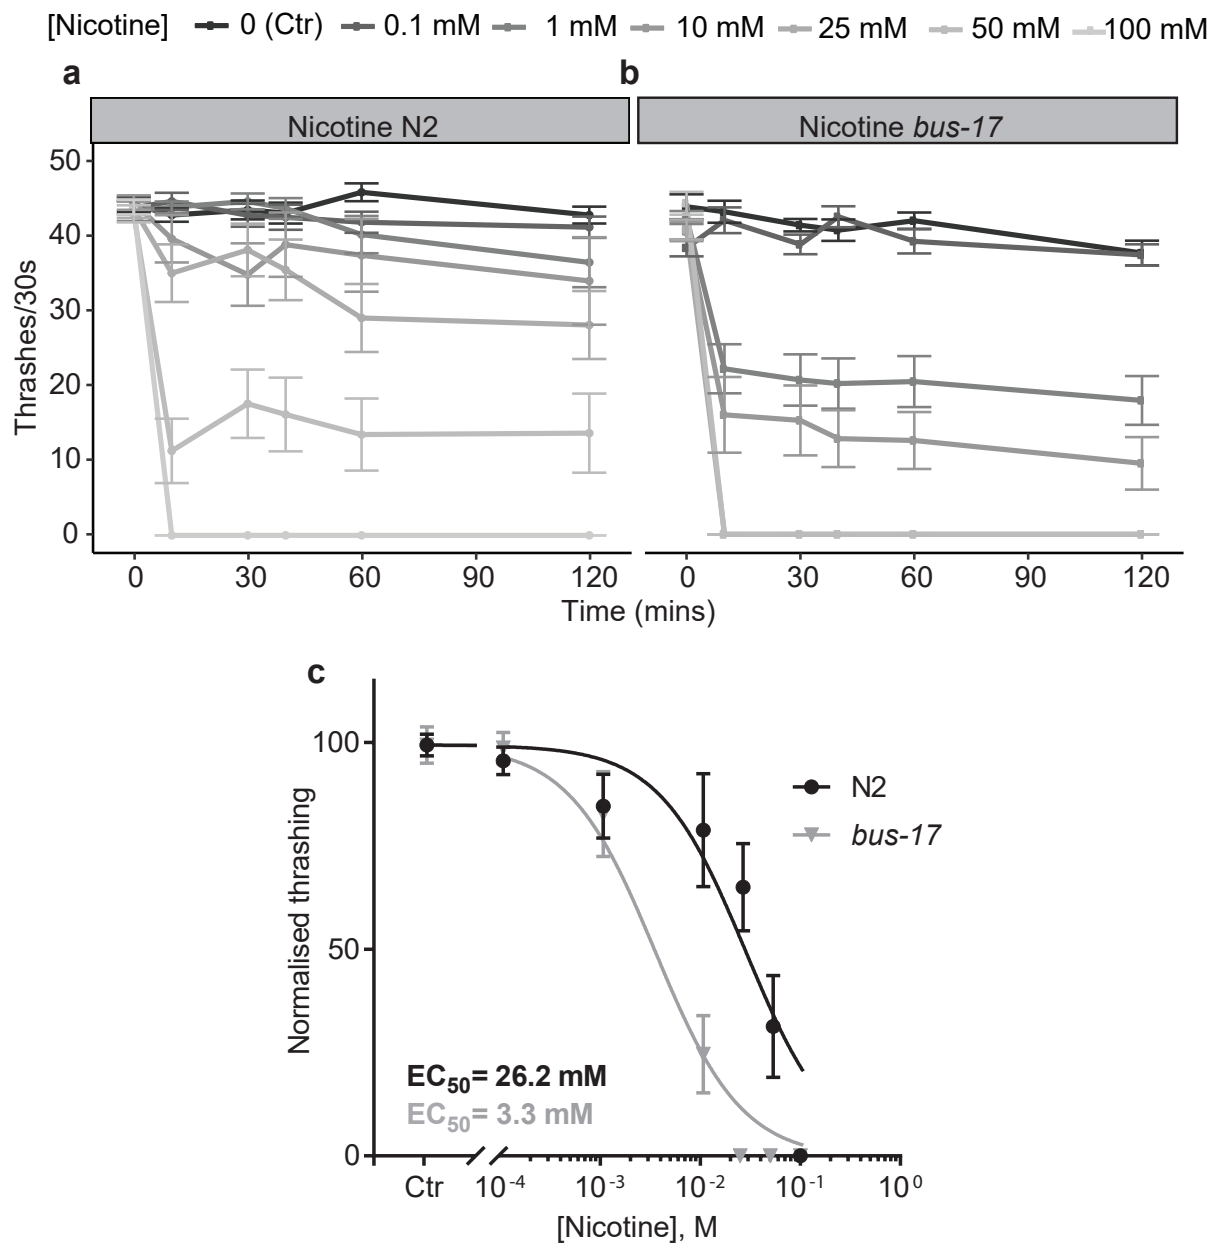 [Nicotine] 0 (Ctr) 0.1 mM 1 mM 10 mM 25 mM 50 mM 100 mM
a b
Nicotine N2 Nicotine bus-17
Thrashes/30s
50
40
30
20
10
0
0 30 60 90 120 0 30 60 90 120
Time (mins)
c
Normalised thrashing
100
50
0
N2
bus-17
EC50= 26.2 mM
EC50= 3.3 mM
Ctr 10-4 10-3 10-2 10-1 100
[Nicotine], M